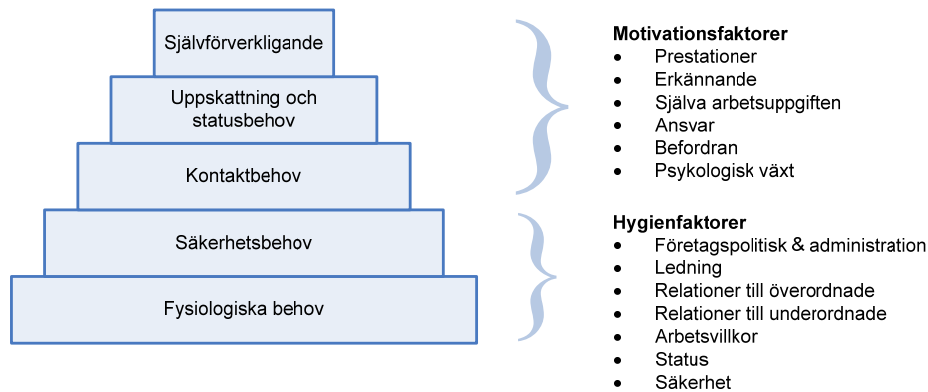 Självförverkligande
Uppskattning och
statusbehov
Kontaktbehov
Säkerhetsbehov
Fysiologiska behov
Motivationsfaktorer
• Prestationer
• Erkännande
• Själva arbetsuppgiften
• Ansvar
• Befordran
• Psykologisk växt
Hygienfaktorer
• Företagspolitisk & administration
• Ledning
• Relationer till överordnade
• Relationer till underordnade
• Arbetsvillkor
• Status
• Säkerhet